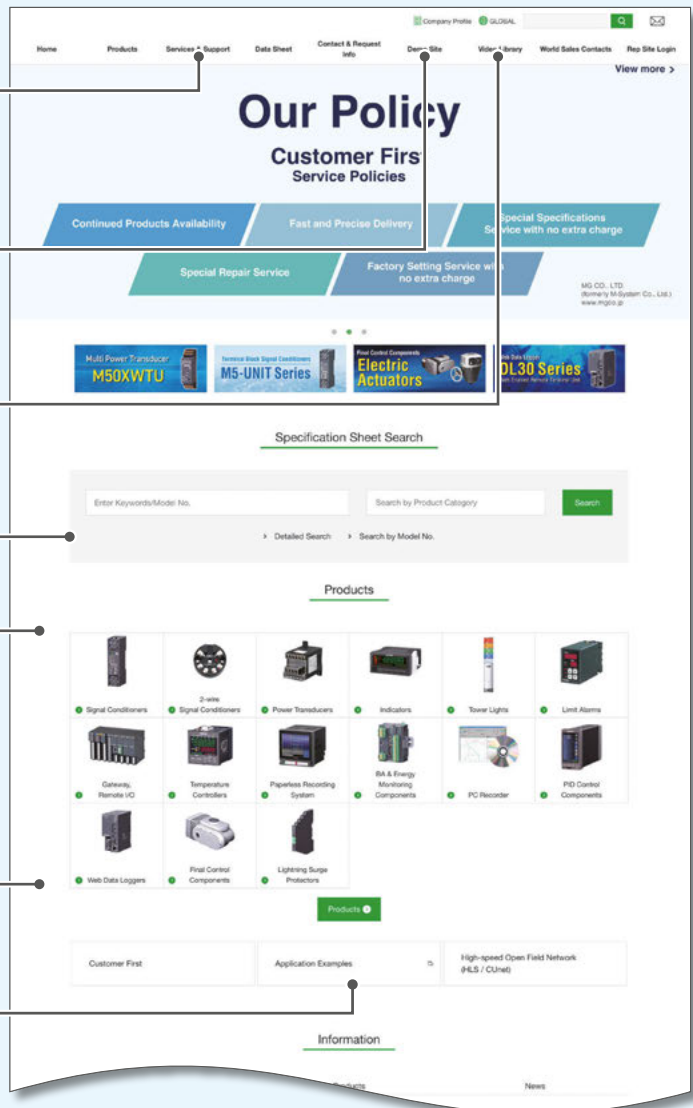 Company Profile GLOBAL
Home Products Services & Support Data Sheet Contact & Request Info Demo Site Video Library World Sales Contacts Rep Site Login
View more >
Our Policy
Customer First
Service Policies
Continued Products Availability
Fast and Precise Delivery
Special Specifications
Service with no extra charge
Special Repair Service
Factory Setting Service with
no extra charge
MG CO., LTD.
(formerly M-System Co., Ltd.)
www.mgco.jp
Multi Power Transducer
M50XWTU
Terminal Block Signal Conditioners
M5-UNIT Series
Final Control Components
Electric
Actuators
Web Data Logger
DL30 Series
Specification Sheet Search
Enter Keywords/Model No.
Search by Product Category
Search
> Detailed Search > Search by Model No.
Products
Signal Conditioners
2-wire
Signal Conditioners
Power Transducers
Indicators
Tower Lights
Limit Alarms
Gateway,
Remote I/O
Temperature
Controllers
Paperless Recording
System
BA & Energy
Monitoring
Components
PC Recorder
PID Control
Components
Web Data Loggers
Final Control
Components
Lightning Surge
Protectors
Products
Customer First
Application Examples
High-speed Open Field Network
(HLS / CUnet)
Information
Products
News